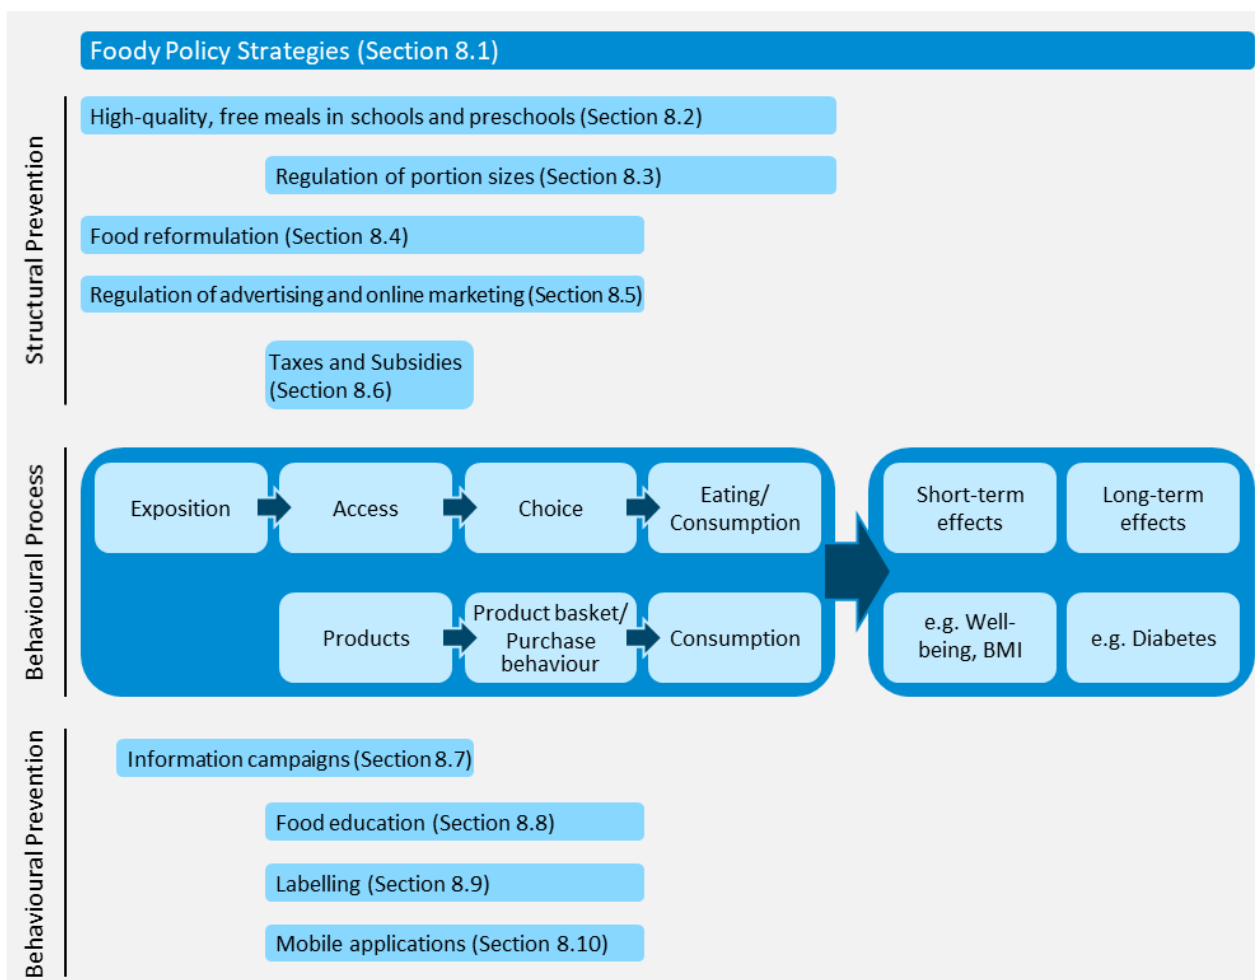 Foody Policy Strategies (Section 8.1)
Structural Prevention
High-quality, free meals in schools and preschools (Section 8.2)
Regulation of portion sizes (Section 8.3)
Food reformulation (Section 8.4)
Regulation of advertising and online marketing (Section 8.5)
Taxes and Subsidies
(Section 8.6)
Behavioural Process
Exposition
Access
Choice
Eating/
Consumption
Short-term
effects
Long-term
effects
Products
Product basket/
Purchase
behaviour
Consumption
e.g. Well-
being, BMI
e.g. Diabetes
Behavioural Prevention
Information campaigns (Section 8.7)
Food education (Section 8.8)
Labelling (Section 8.9)
Mobile applications (Section 8.10)